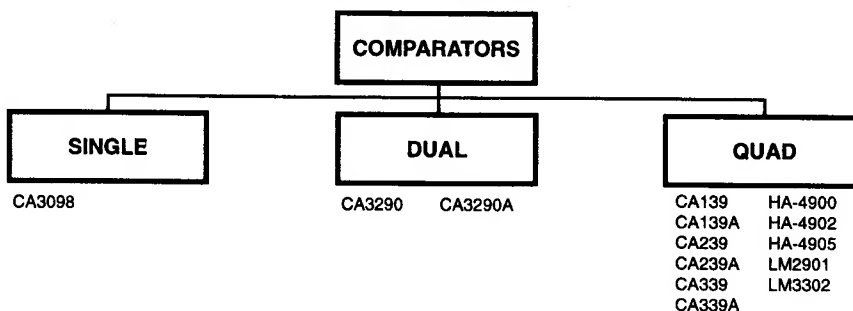 COMPARATORS
SINGLE
CA3098
DUAL
CA3290 CA3290A
QUAD
CA139 HA-4900
CA139A HA-4902
CA239 HA-4905
CA239A LM2901
CA339 LM3302
CA339A